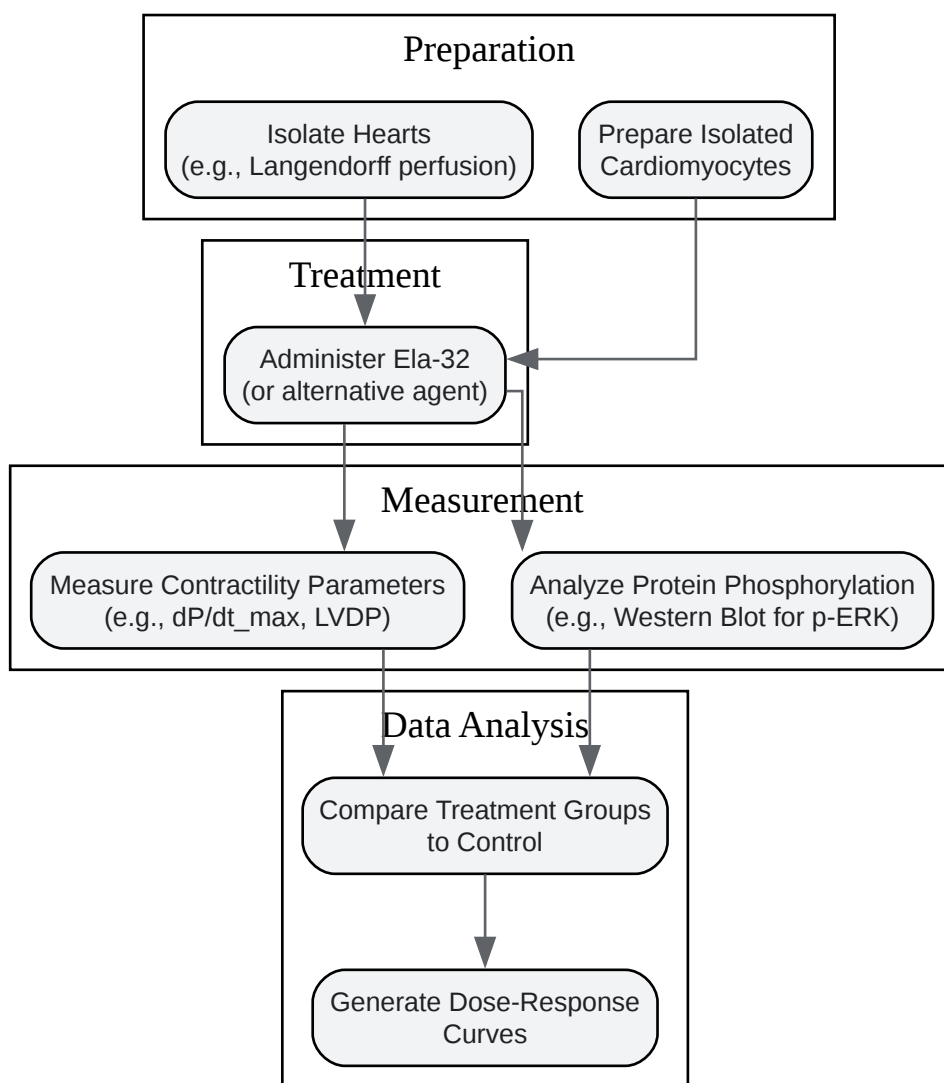 Preparation
Isolate Hearts
(e.g., Langendorff perfusion)
Prepare Isolated
Cardiomyocytes
Treatment
Administer Ela-32
(or alternative agent)
Measurement
Measure Contractility Parameters
(e.g., dP/dt_max, LVDP)
Analyze Protein Phosphorylation
(e.g., Western Blot for p-ERK)
Data Analysis
Compare Treatment Groups
to Control
Generate Dose-Response
Curves